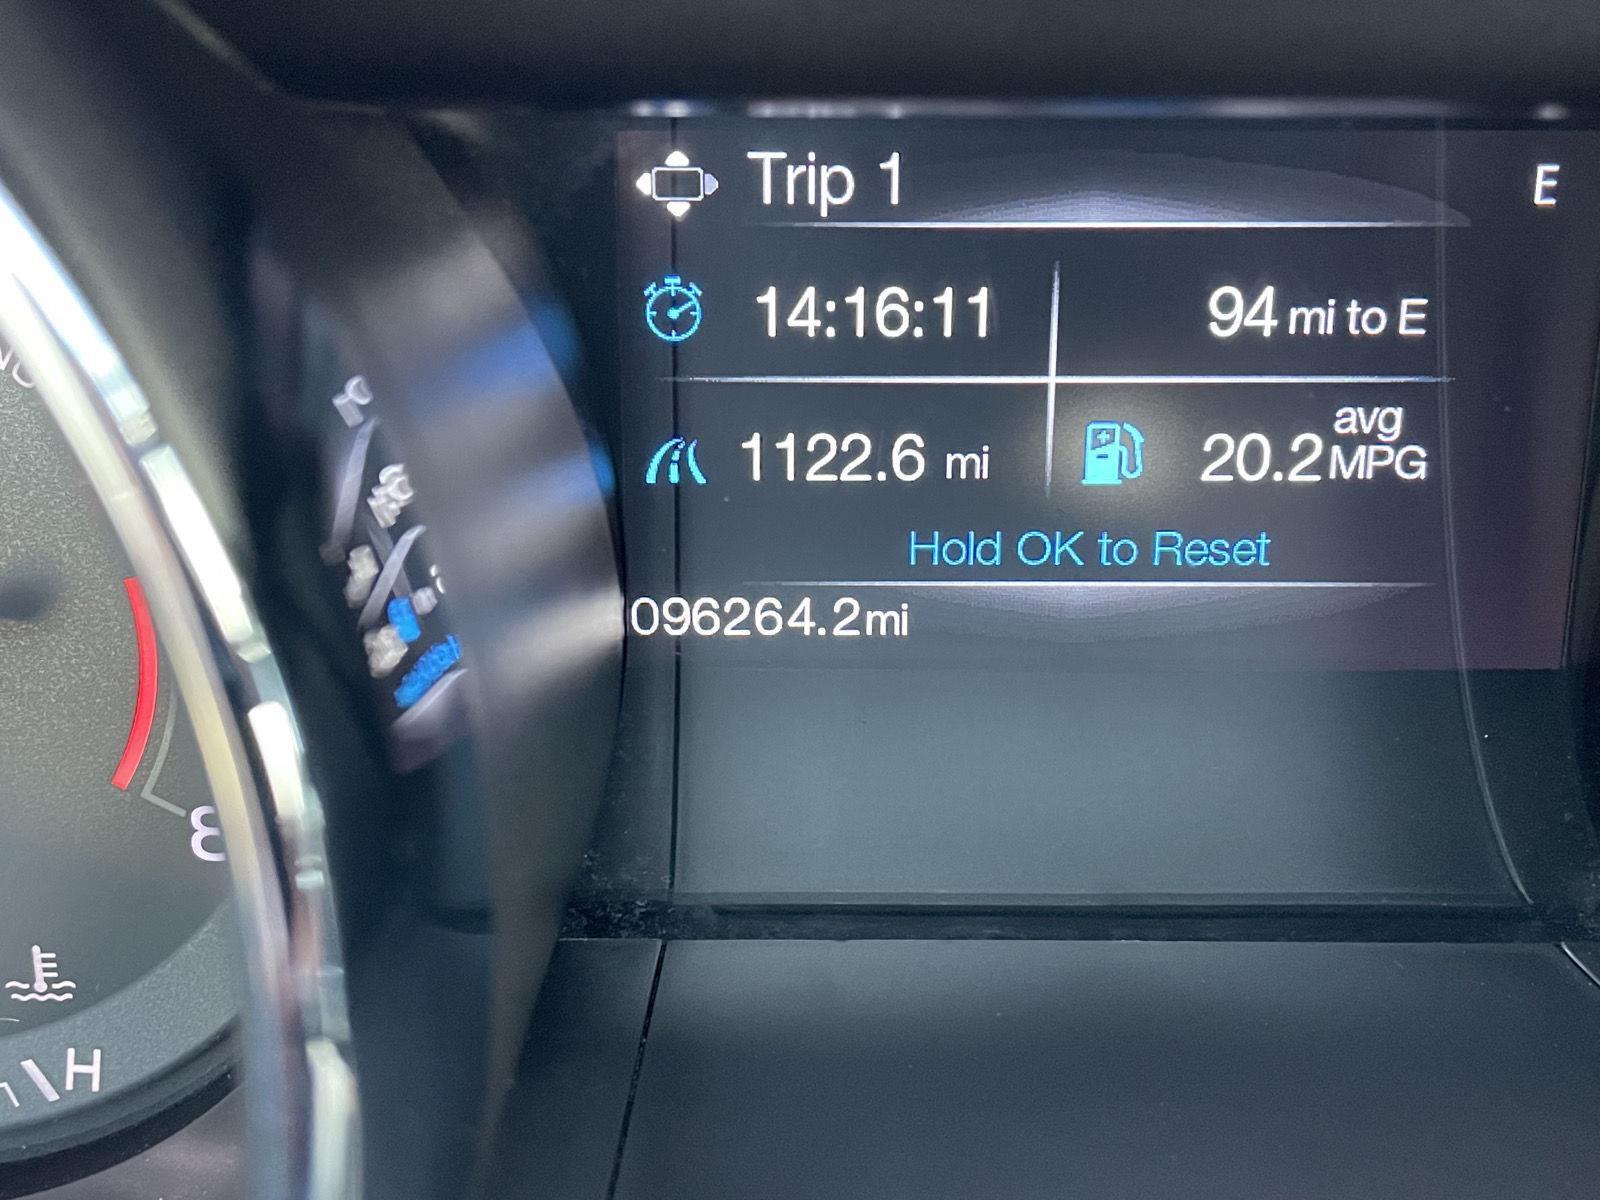 Trip 1
E
14:16:11
94 mi to E
1122.6 mi
20.2 avg MPG
Hold OK to Reset
096264.2mi
8
H